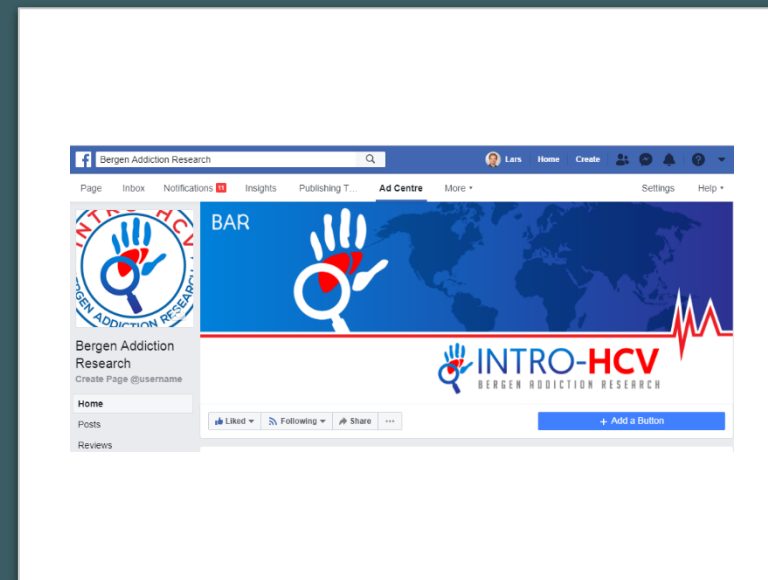 Bergen Addiction Research
Lars Home Create
Page Inbox Notifications 11 Insights Publishing T... Ad Centre More Settings Help
INTRO-HCV
BERGEN ADDICTION RESEARCH
BAR
Bergen Addiction
Research
Create Page @username
Home
Posts
Reviews
INTRO-HCV
BERGEN ADDICTION RESEARCH
Liked Following Share ... + Add a Button